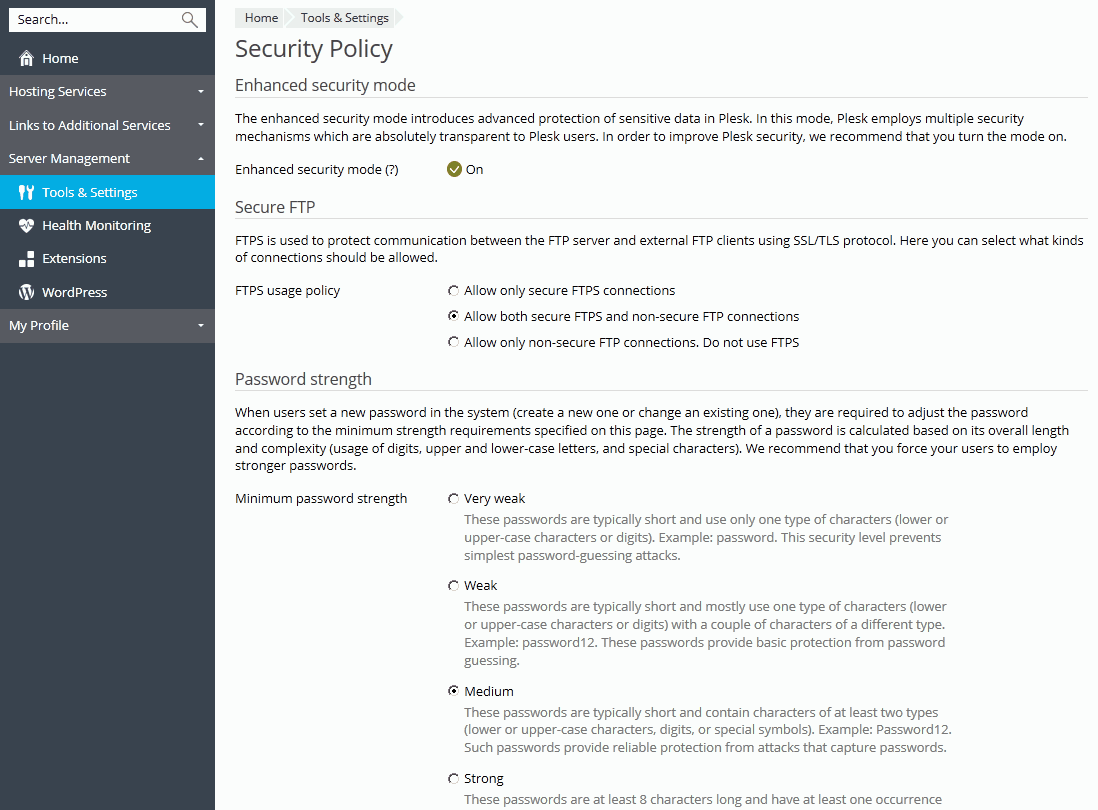 Search...
Home
Hosting Services
Links to Additional Services
Server Management
Tools & Settings
Health Monitoring
Extensions
WordPress
My Profile
Home
Tools & Settings
Security Policy
Enhanced security mode
The enhanced security mode introduces advanced protection of sensitive data in Plesk. In this mode, Plesk employs multiple security
mechanisms which are absolutely transparent to Plesk users. In order to improve Plesk security, we recommend that you turn the mode on.
Enhanced security mode (?)
On
Secure FTP
FTPS is used to protect communication between the FTP server and external FTP clients using SSL/TLS protocol. Here you can select what kinds
of connections should be allowed.
FTPS usage policy
Allow only secure FTPS connections
Allow both secure FTPS and non-secure FTP connections
Allow only non-secure FTP connections. Do not use FTPS
Password strength
When users set a new password in the system (create a new one or change an existing one), they are required to adjust the password
according to the minimum strength requirements specified on this page. The strength of a password is calculated based on its overall length
and complexity (usage of digits, upper and lower-case letters, and special characters). We recommend that you force your users to employ
stronger passwords.
Minimum password strength
Very weak
These passwords are typically short and use only one type of characters (lower or
upper-case characters or digits). Example: password. This security level prevents
simplest password-guessing attacks.
Weak
These passwords are typically short and mostly use one type of characters (lower
or upper-case characters or digits) with a couple of characters of a different type.
Example: password12. These passwords provide basic protection from password
guessing.
Medium
These passwords are typically short and contain characters of at least two types
(lower or upper-case characters, digits, or special symbols). Example: Password12.
Such passwords provide reliable protection from attacks that capture passwords.
Strong
These passwords are at least 8 characters long and have at least one occurrence